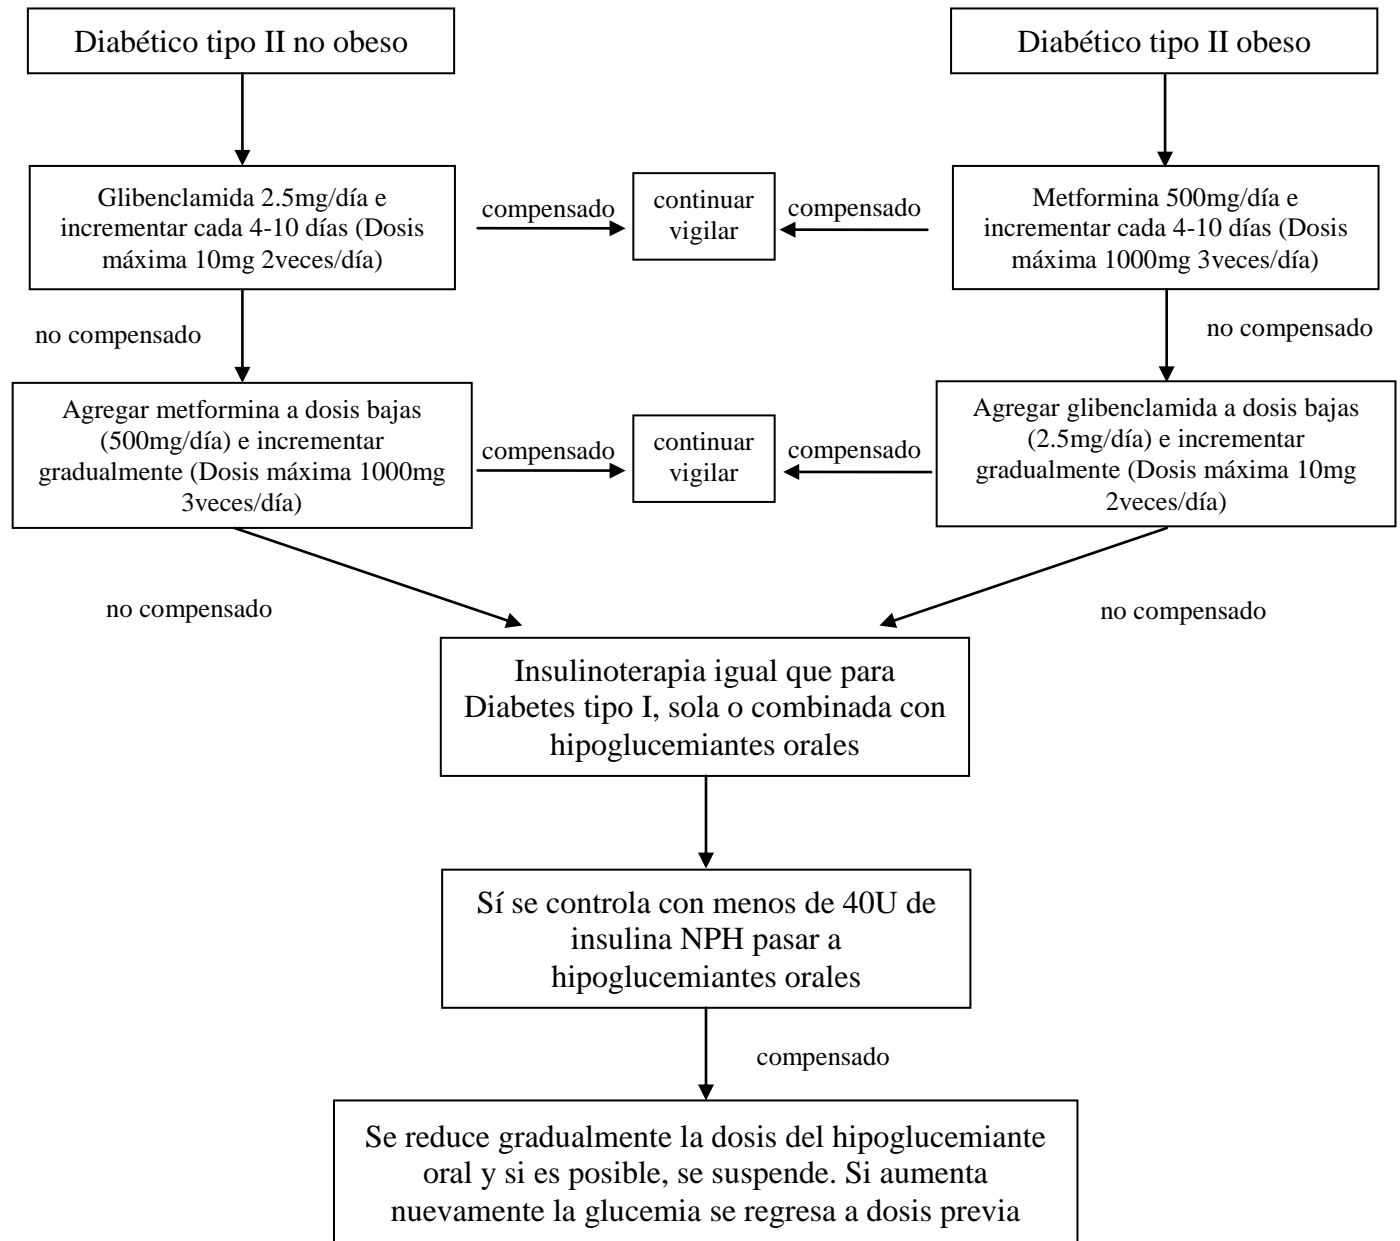 Diabético tipo II no obeso
Diabético tipo II obeso
Glibenclamida 2.5mg/día e
incrementar cada 4-10 días (Dosis
máxima 10mg 2veces/día)
compensado
continuar
vigilar
compensado
Metformina 500mg/día e
incrementar cada 4-10 días (Dosis
máxima 1000mg 3veces/día)
no compensado
no compensado
Agregar metformina a dosis bajas
(500mg/día) e incrementar
gradualmente (Dosis máxima 1000mg
3veces/día)
compensado
continuar
vigilar
compensado
Agregar glibenclamida a dosis bajas
(2.5mg/día) e incrementar
gradualmente (Dosis máxima 10mg
2veces/día)
no compensado
no compensado
Insulinoterapia igual que para
Diabetes tipo I, sola o combinada con
hipoglucemiantes orales
Sí se controla con menos de 40U de
insulina NPH pasar a
hipoglucemiantes orales
compensado
Se reduce gradualmente la dosis del hipoglucemiante
oral y si es posible, se suspende. Si aumenta
nuevamente la glucemia se regresa a dosis previa